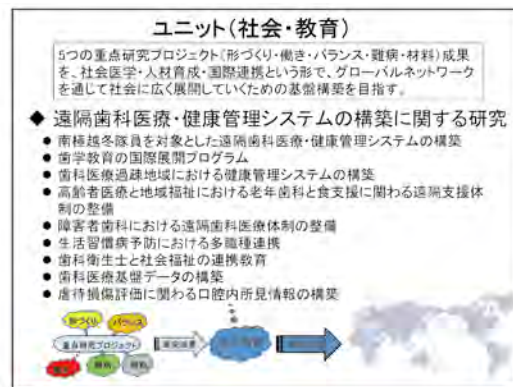 ユニット(社会・教育)
5つの重点研究プロジェクト(形づくり・働き・バランス・難病・材料)成果
を、社会医学・人材育成・国際連携という形で、グローバルネットワーク
を通じて社会に広く展開していくための基盤構築を目指す。
◆ 遠隔歯科医療・健康管理システムの構築に関する研究
● 南極越冬隊員を対象とした遠隔歯科医療・健康管理システムの構築
● 歯学教育の国際展開プログラム
● 歯科医療過疎地域における健康管理システムの構築
● 高齢者医療と地域福祉における老年歯科と食支援に関わる遠隔支援体
制の整備
● 障害者歯科における遠隔歯科医療体制の整備
● 生活習慣病予防における多職種連携
● 歯科衛生士と社会福祉の連携教育
● 歯科医療基盤データの構築
● 虐待損傷評価に関わる口腔内所見情報の構築
形づくり
バランス
重点研究プロジェクト